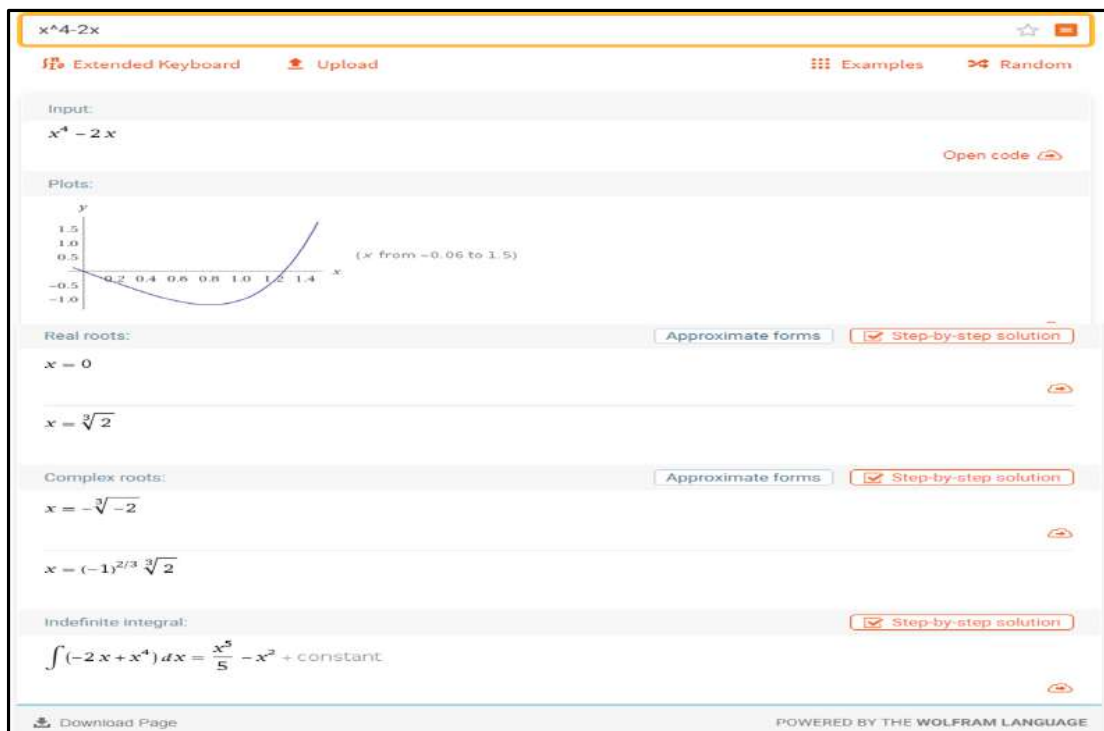 x^4-2x
Extended Keyboard Upload Examples Random
Input:
x⁴ − 2 x
Open code
Plots:
y
1.5
1.0
0.5
(x from −0.06 to 1.5)
x
0.2 0.4 0.6 0.8 1.0 1.2 1.4
−0.5
−1.0
Real roots: Approximate forms Step-by-step solution
x = 0
x = ∛2
Complex roots: Approximate forms Step-by-step solution
x = −∛−2
x = (−1)^{2/3} ∛2
Indefinite integral: Step-by-step solution
∫(−2 x + x⁴) dx = x⁵/5 − x² + constant
Download Page POWERED BY THE WOLFRAM LANGUAGE